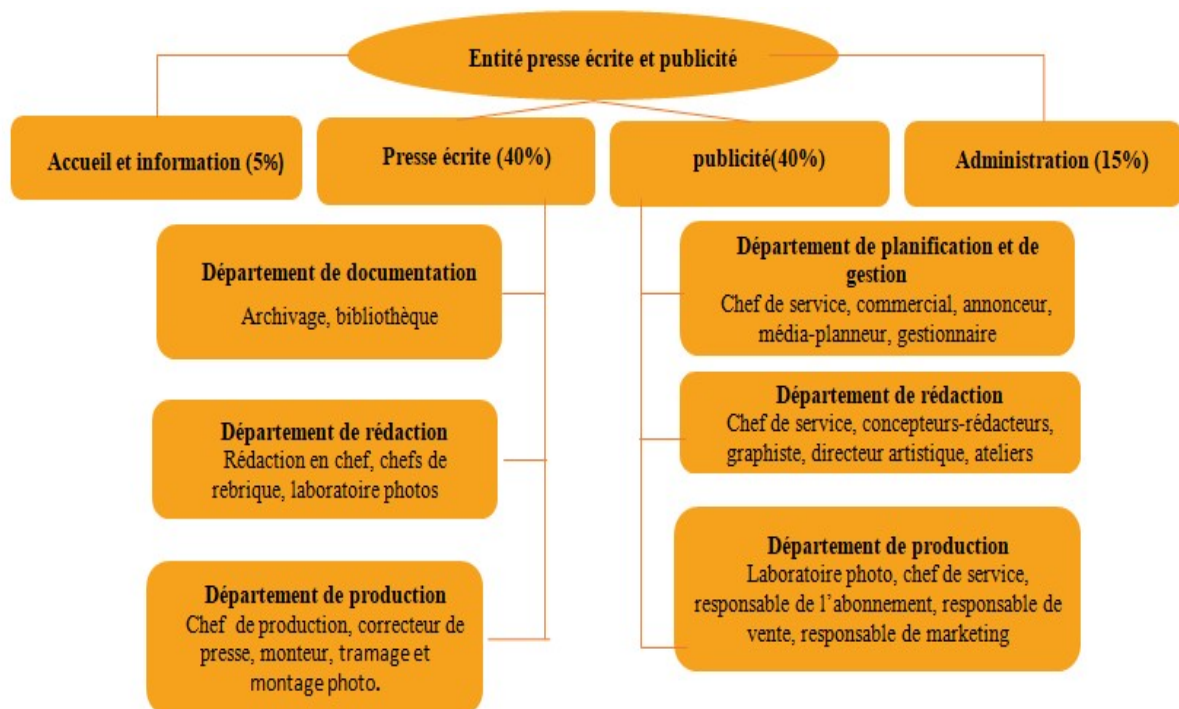 Entité presse écrite et publicité
Accueil et information (5%)
Presse écrite (40%)
publicité(40%)
Administration (15%)
Département de documentation
Archivage, bibliothèque
Département de rédaction
Rédaction en chef, chefs de
rebrique, laboratoire photos
Département de production
Chef de production, correcteur de
presse, monteur, tramage et
montage photo.
Département de planification et de
gestion
Chef de service, commercial, annonceur,
média-planneur, gestionnaire
Département de rédaction
Chef de service, concepteurs-rédacteurs,
graphiste, directeur artistique, ateliers
Département de production
Laboratoire photo, chef de service,
responsable de l’abonnement, responsable de
vente, responsable de marketing